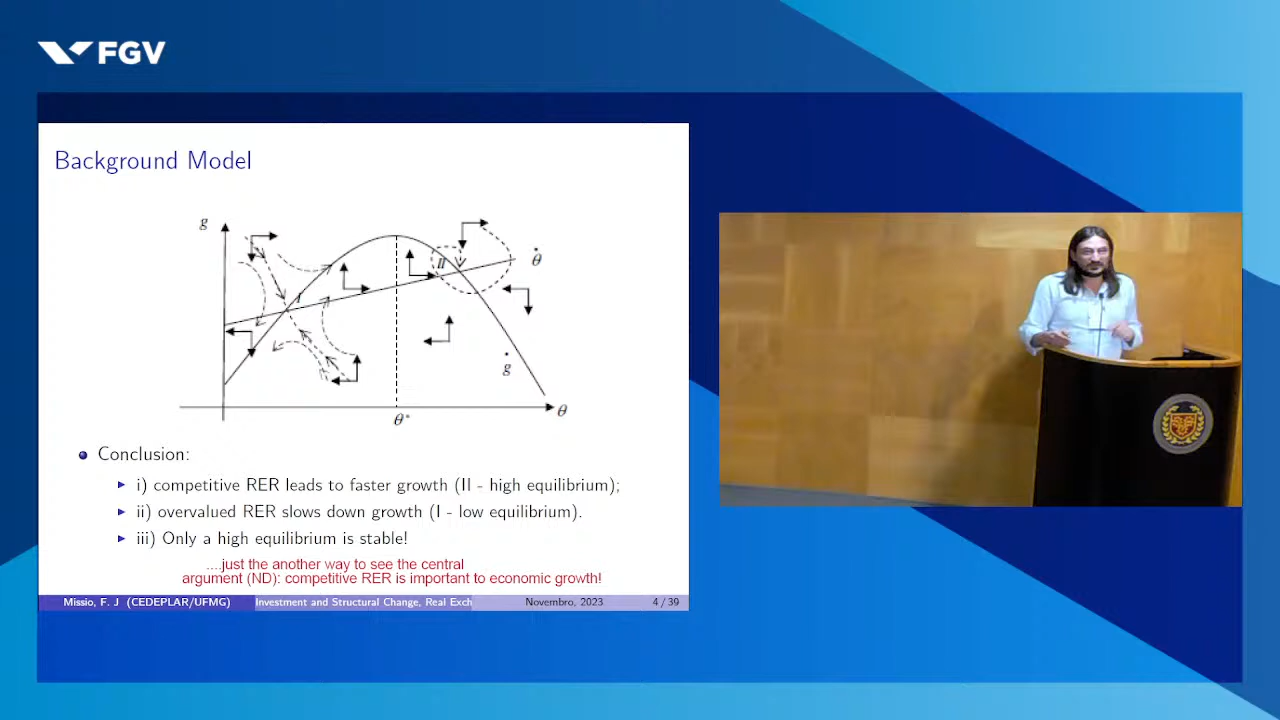 FGV
Background Model
g
I
II
θ̇
ġ
θ
θ*
Conclusion:
i) competitive RER leads to faster growth (II - high equilibrium);
ii) overvalued RER slows down growth (I - low equilibrium).
iii) Only a high equilibrium is stable!
....just the another way to see the central
argument (ND): competitive RER is important to economic growth!
Missio, F. J (CEDEPLAR/UFMG) Investment and Structural Change, Real Exch Novembro, 2023 4 / 39